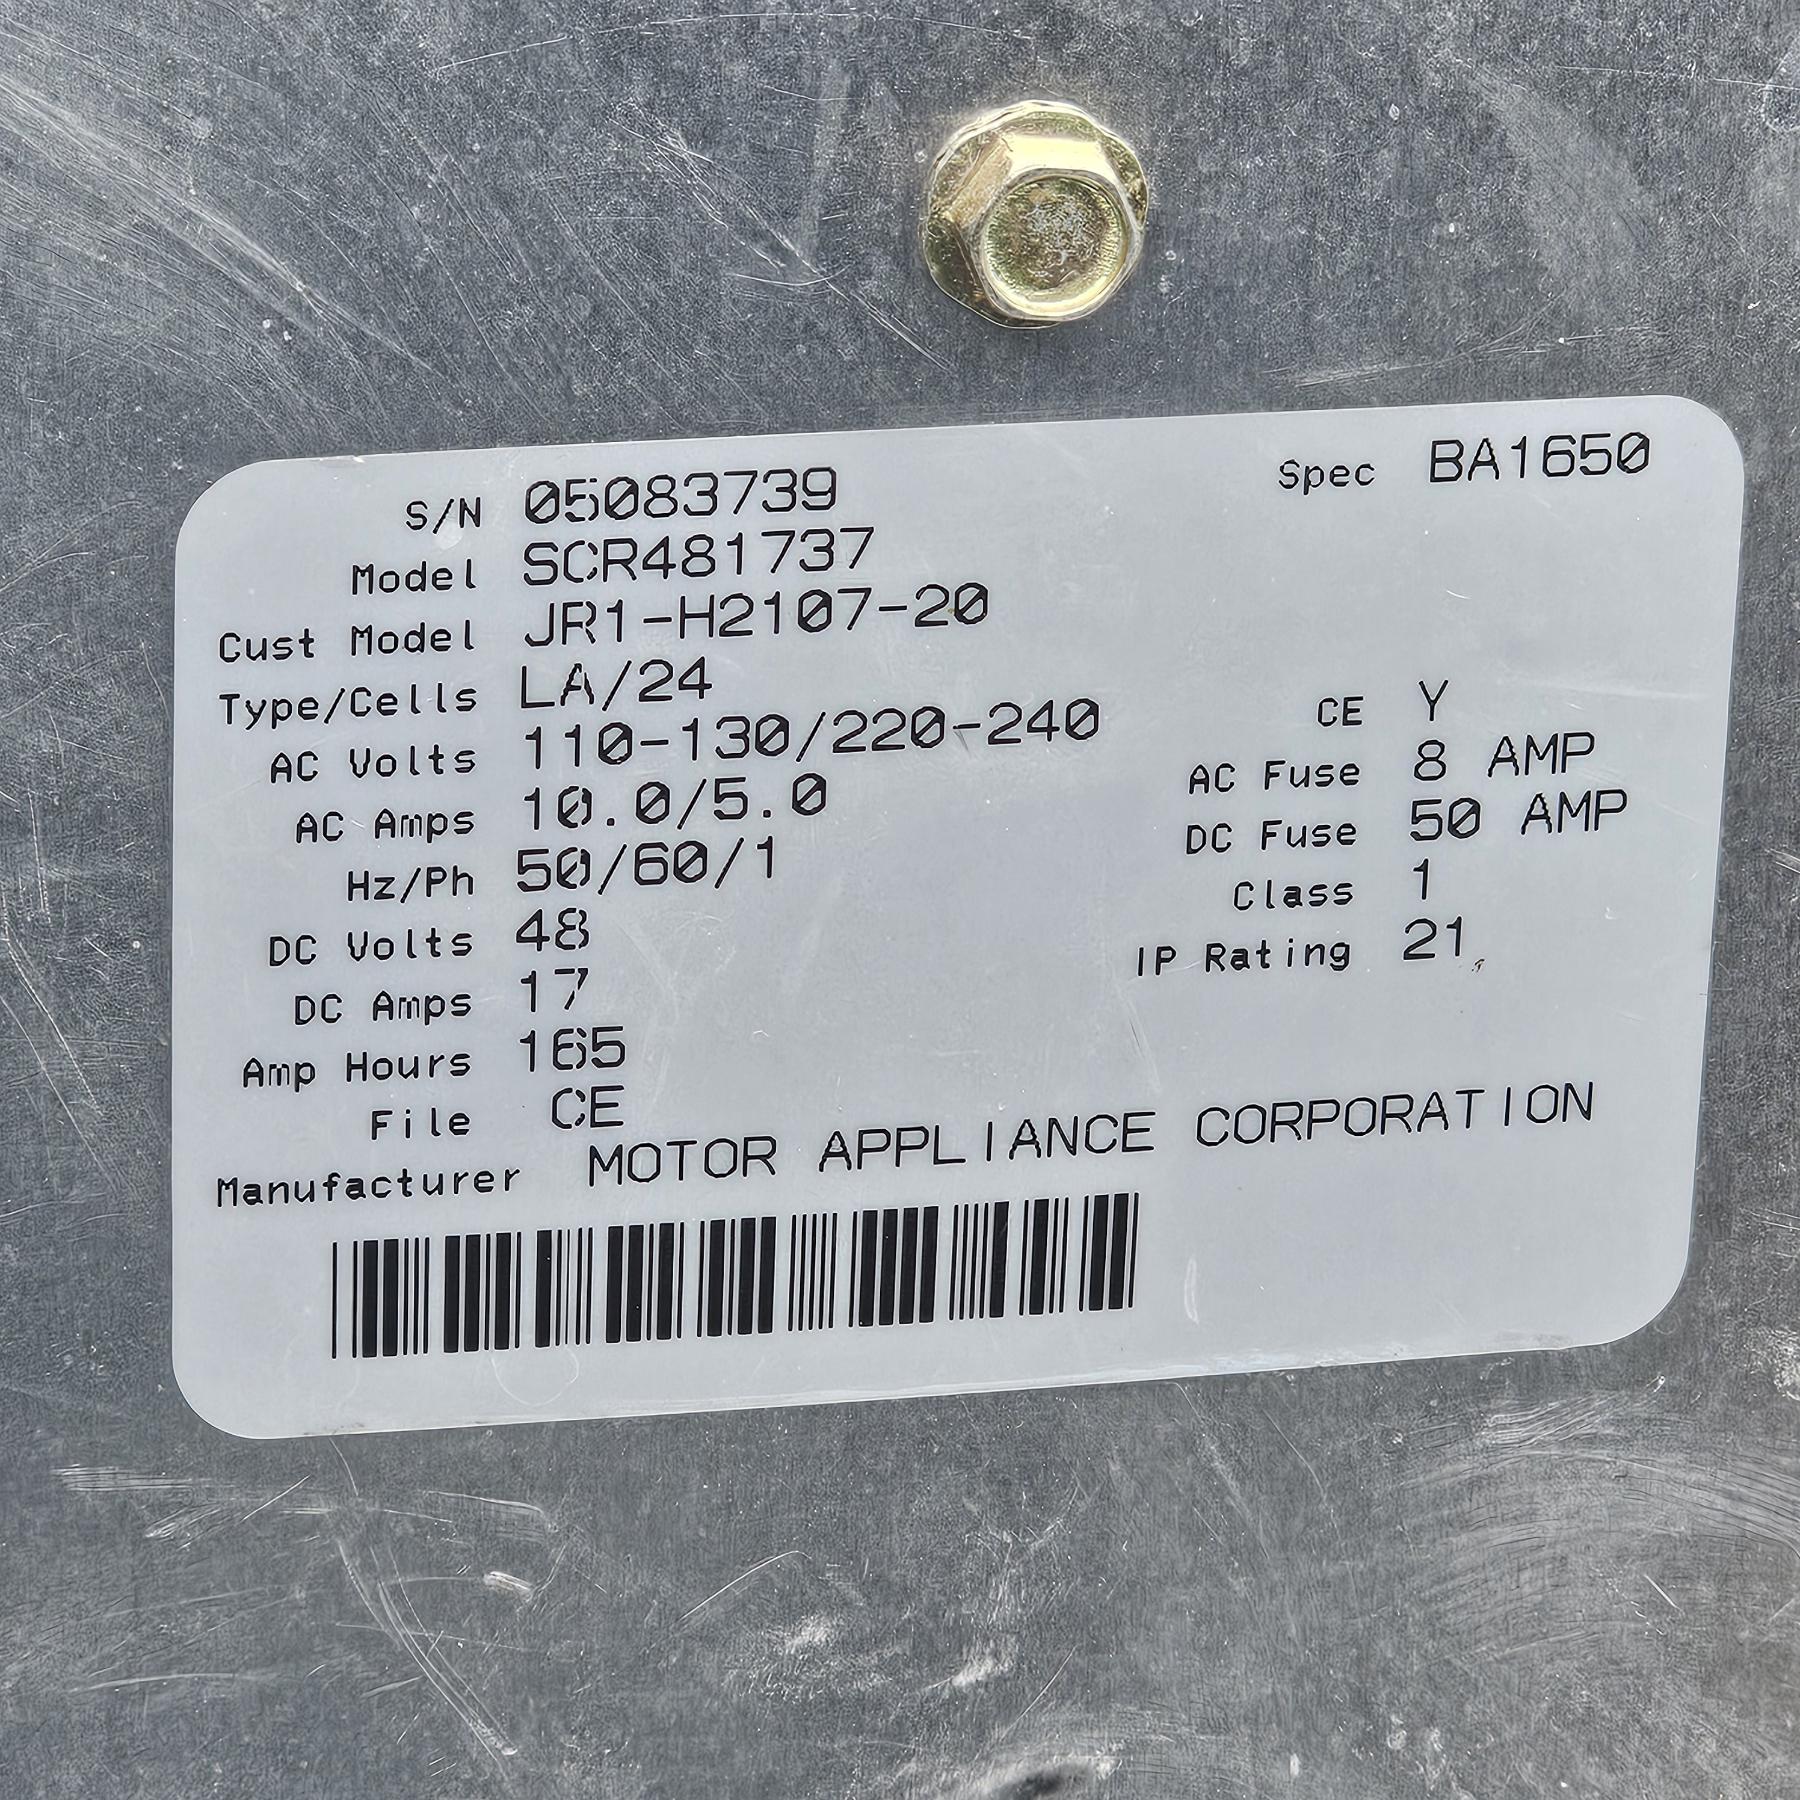 S/N 05083739 Spec BA1650
Model SCR481737
Cust Model JR1-H2107-20
Type/Cells LA/24
AC Volts 110-130/220-240 CE Y
AC Amps 10.0/5.0 AC Fuse 8 AMP
Hz/Ph 50/60/1 DC Fuse 50 AMP
DC Volts 48 Class 1
DC Amps 17 IP Rating 21
Amp Hours 165
File CE
Manufacturer MOTOR APPLIANCE CORPORATION